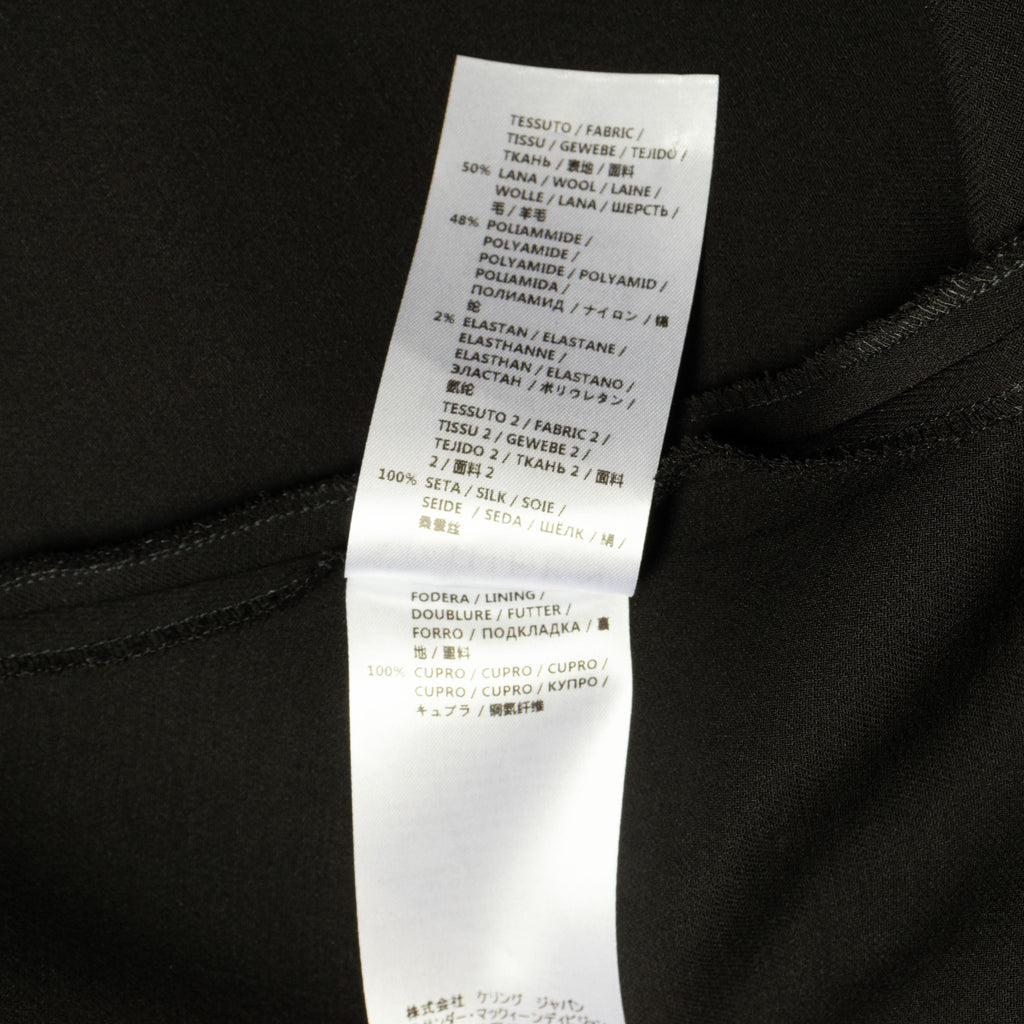 TESSUTO / FABRIC /
TISSU / GEWEBE / TEJIDO /
ТКАНЬ / 表地 / 面料
50% LANA / WOOL / LAINE /
WOLLE / LANA / ШЕРСТЬ /
毛 / 羊毛
48% POLIAMMIDE /
POLYAMIDE /
POLYAMIDE / POLYAMID /
POLIAMIDA /
ПОЛИАМИД / ナイロン / 锦
纶
2% ELASTAN / ELASTANE /
ELASTHANNE /
ELASTHAN / ELASTANO /
ЭЛАСТАН / ポリウレタン /
氨纶
TESSUTO 2 / FABRIC 2 /
TISSU 2 / GEWEBE 2 /
TEJIDO 2 / ТКАНЬ 2 / 面料
2 / 面料 2
100% SETA / SILK / SOIE /
SEIDE / SEDA / ШЁЛК / 絹 /
桑蚕丝
FODERA / LINING /
DOUBLURE / FUTTER /
FORRO / ПОДКЛАДКА / 裏
地 / 里料
100% CUPRO / CUPRO / CUPRO /
CUPRO / CUPRO / КУПРО /
キュプラ / 铜氨纤维
株式会社 ケリング ジャパン